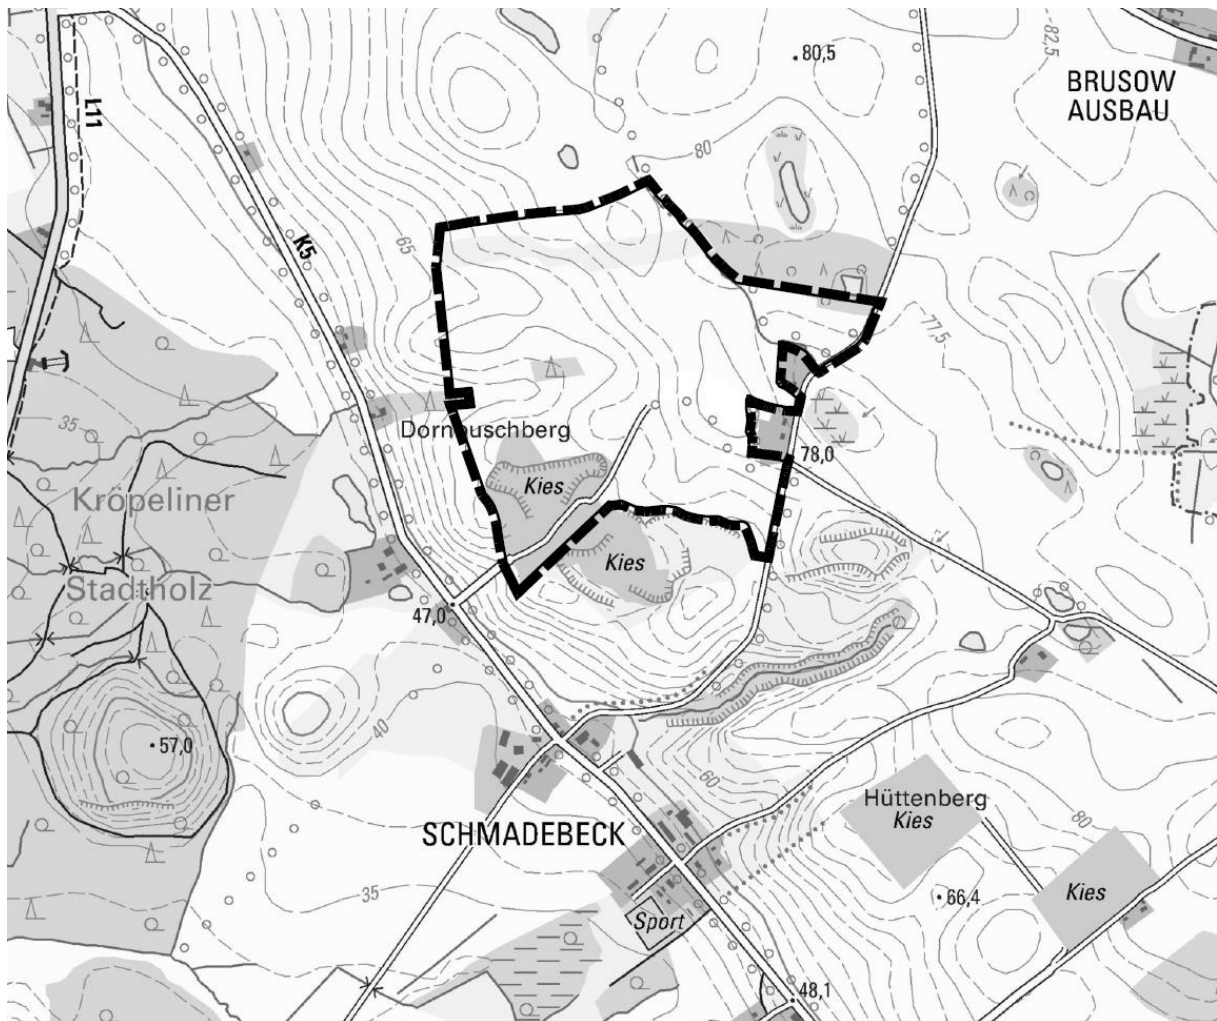 82,5
80,5
BRUSOW
AUSBAU
L11
80
K5
65
77,5
35
Dornbuschberg
78,0
Kies
Kröpeliner
Kies
Stadtholz
47,0
40
57,0
60
Hüttenberg
Kies
80
SCHMADEBECK
35
66,4
Kies
Sport
48,1